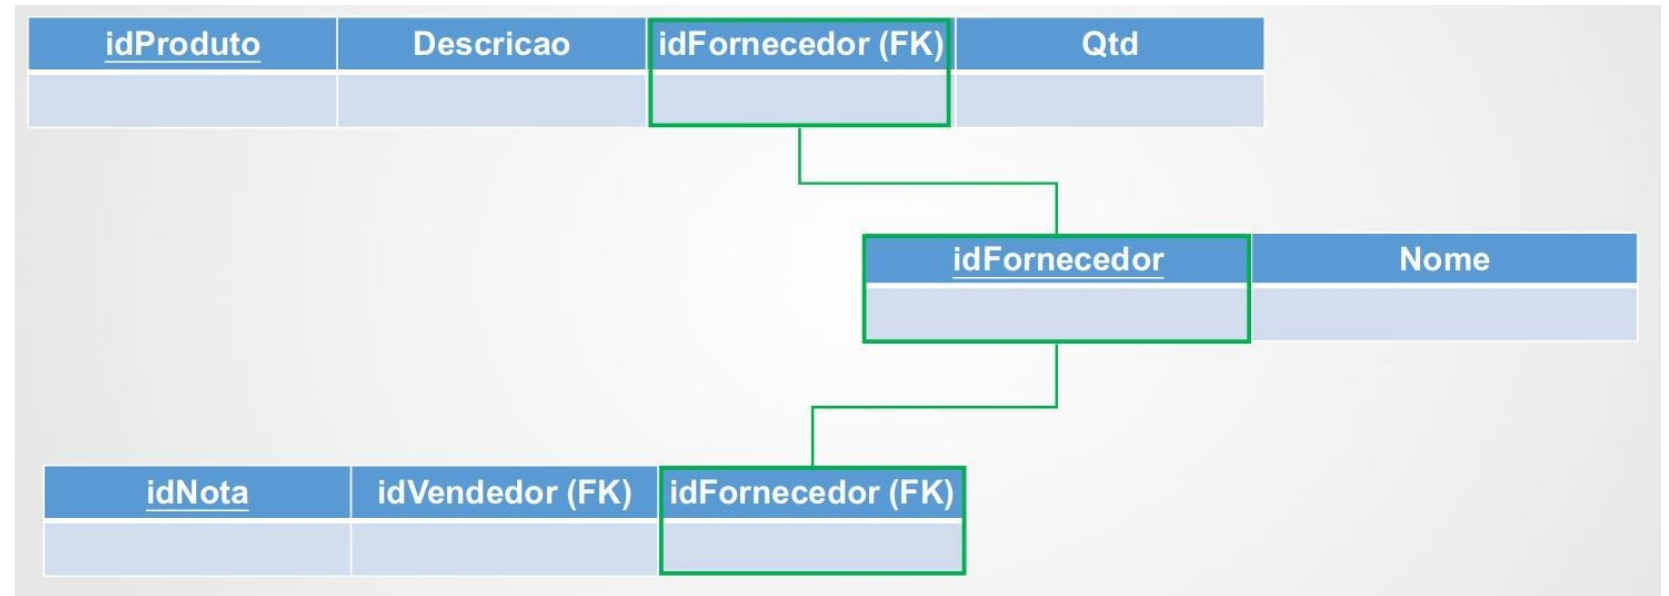 idProduto Descricao idFornecedor (FK) Qtd
idFornecedor Nome
idNota idVendedor (FK) idFornecedor (FK)